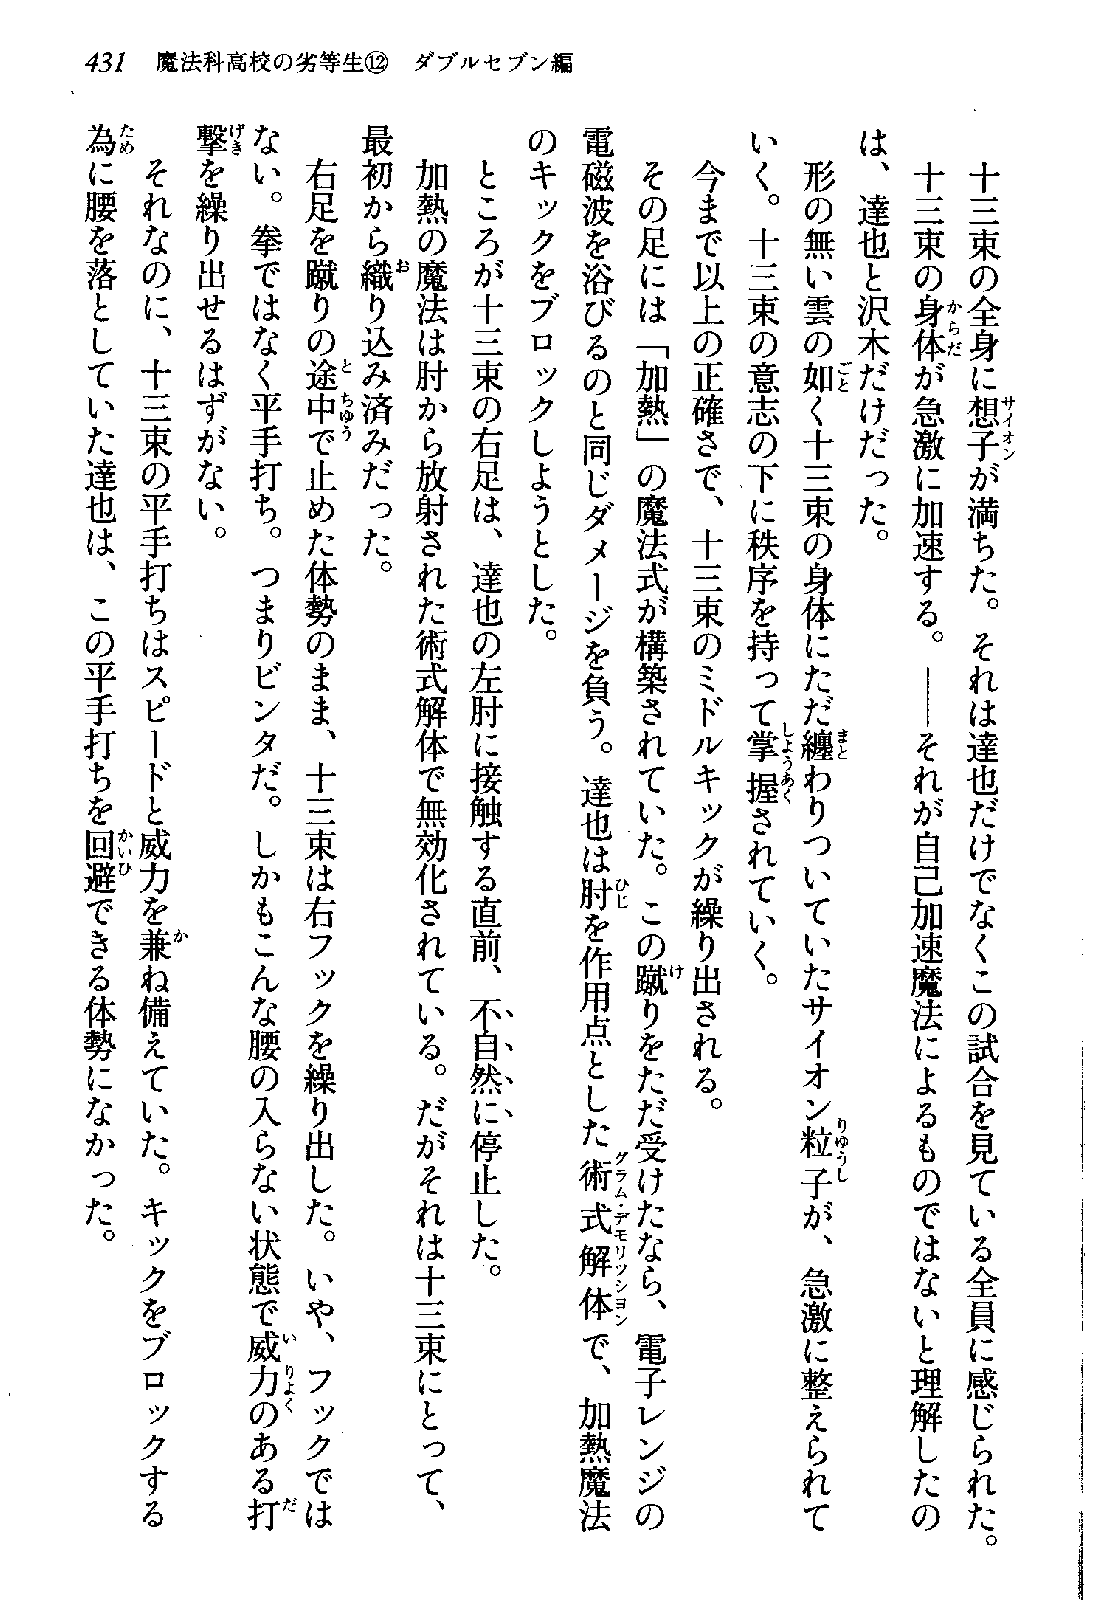 431　魔法科高校の劣等生⑫　ダブルセブン編
十三束の全身に想子が満ちた。それは達也だけでなくこの試合を見ている全員に感じられた。
十三束の身体が急激に加速する。――それが自己加速魔法によるものではないと理解したの
は、達也と沢木だけだった。
形の無い雲の如く十三束の身体にただ纏わりついていたサイオン粒子が、急激に整えられて
いく。十三束の意志の下に秩序を持って掌握されていく。
今まで以上の正確さで、十三束のミドルキックが繰り出される。
その足には「加熱」の魔法式が構築されていた。この蹴りをただ受けたなら、電子レンジの
電磁波を浴びるのと同じダメージを負う。達也は肘を作用点とした術式解体で、加熱魔法
のキックをブロックしようとした。
ところが十三束の右足は、達也の左肘に接触する直前、不自然に停止した。
加熱の魔法は肘から放射された術式解体で無効化されている。だがそれは十三束にとって、
最初から織り込み済みだった。
右足を蹴りの途中で止めた体勢のまま、十三束は右フックを繰り出した。いや、フックでは
ない。拳ではなく平手打ち。つまりビンタだ。しかもこんな腰の入らない状態で威力のある打
撃を繰り出せるはずがない。
それなのに、十三束の平手打ちはスピードと威力を兼ね備えていた。キックをブロックする
為に腰を落としていた達也は、この平手打ちを回避できる体勢になかった。